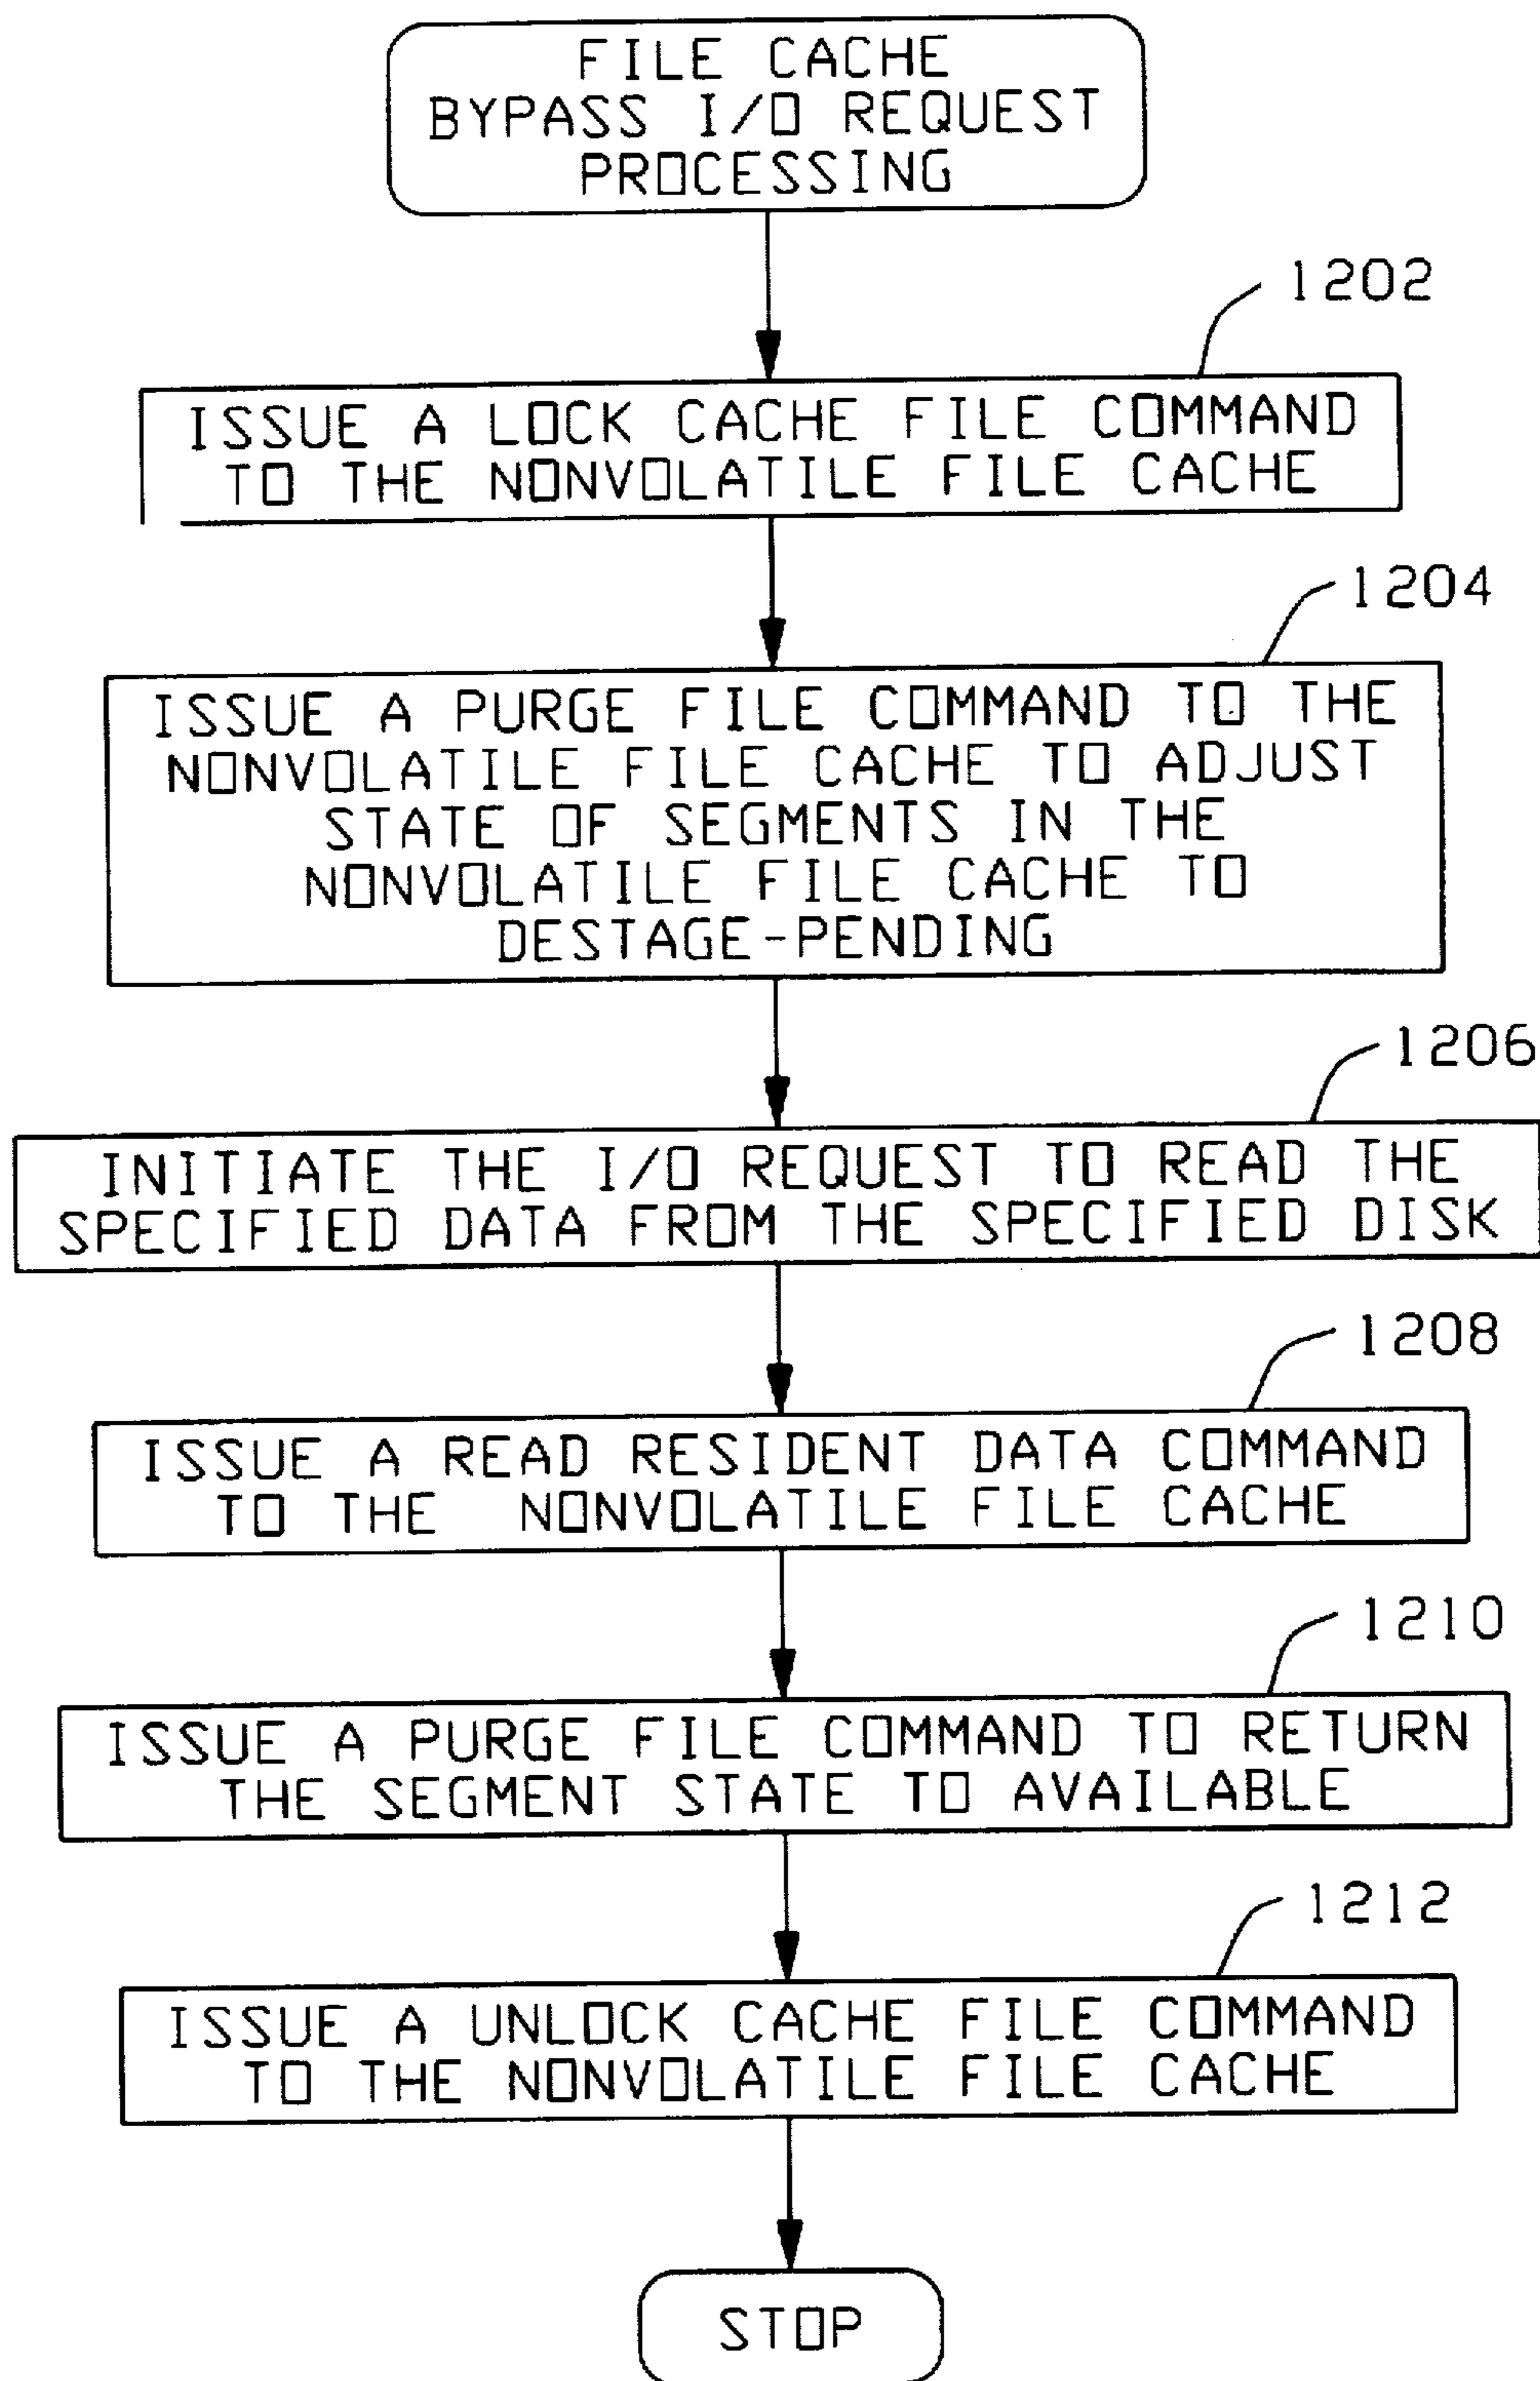 FILE CACHE
BYPASS I/O REQUEST
PROCESSING
1202
ISSUE A LOCK CACHE FILE COMMAND
TO THE NONVOLATILE FILE CACHE
1204
ISSUE A PURGE FILE COMMAND TO THE
NONVOLATILE FILE CACHE TO ADJUST
STATE OF SEGMENTS IN THE
NONVOLATILE FILE CACHE TO
DESTAGE-PENDING
1206
INITIATE THE I/O REQUEST TO READ THE
SPECIFIED DATA FROM THE SPECIFIED DISK
1208
ISSUE A READ RESIDENT DATA COMMAND
TO THE NONVOLATILE FILE CACHE
1210
ISSUE A PURGE FILE COMMAND TO RETURN
THE SEGMENT STATE TO AVAILABLE
1212
ISSUE A UNLOCK CACHE FILE COMMAND
TO THE NONVOLATILE FILE CACHE
STOP